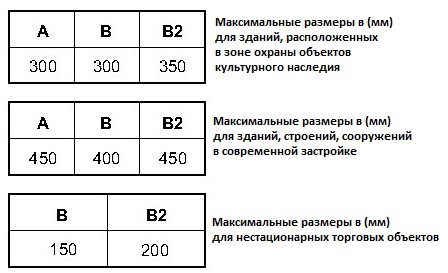 A B B2
300 300 350
Максимальные размеры в (мм)
для зданий, расположенных
в зоне охраны объектов
культурного наследия
A B B2
450 400 450
Максимальные размеры в (мм)
для зданий, строений, сооружений
в современной застройке
B B2
150 200
Максимальные размеры в (мм)
для нестационарных торговых объектов